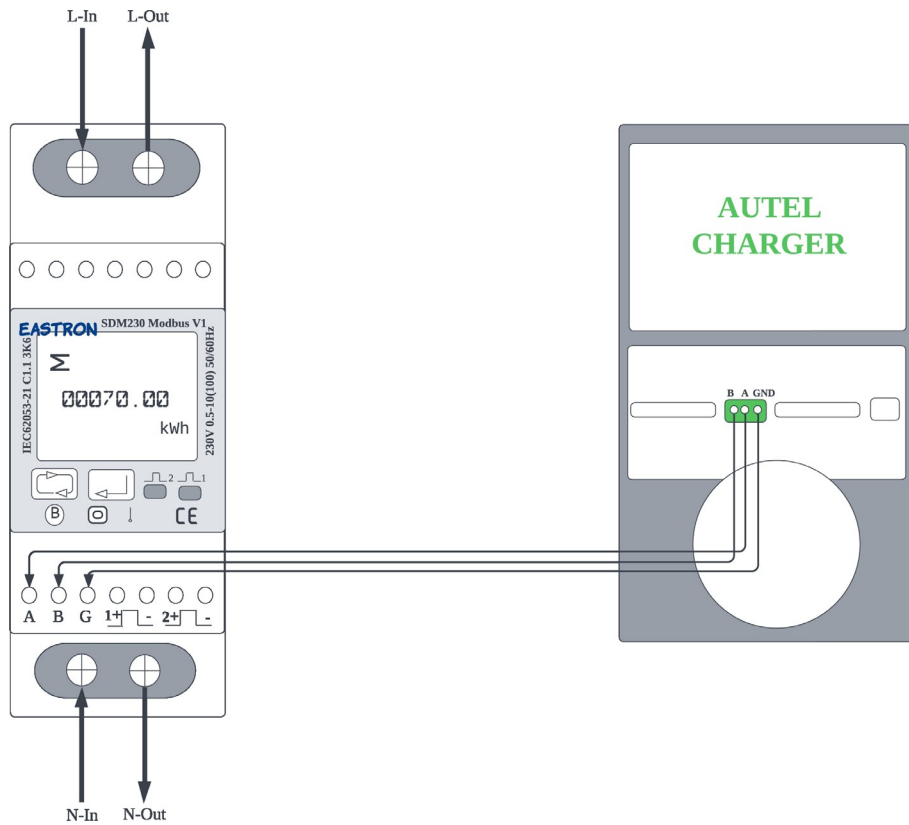 L-In L-Out
EASTRON SDM230 Modbus V1
IEC62053-21 C1.1 3K6
230V 0.5-10(100) 50/60Hz
Σ
00070.00
kWh
2 1
B CE
A B G 1+ - 2+ -
N-In N-Out
AUTEL
CHARGER
B A GND